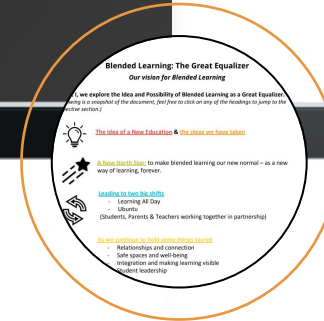 Blended Learning: The Great Equalizer
Our vision for Blended Learning
I, we explore the Idea and Possibility of Blended Learning as a Great Equalizer.
wing is a snapshot of the document, feel free to click on any of the headings to jump to the
ective section.)
The idea of a New Education & the steps we have taken
A New North Star: to make blended learning our new normal – as a new
way of learning, forever.
Leading to two big shifts
- Learning All Day
- Ubuntu
(Students, Parents & Teachers working together in partnership)
As we continue to hold some things sacred
- Relationships and connection
- Safe spaces and well-being
- Integration and making learning visible
Student leadership